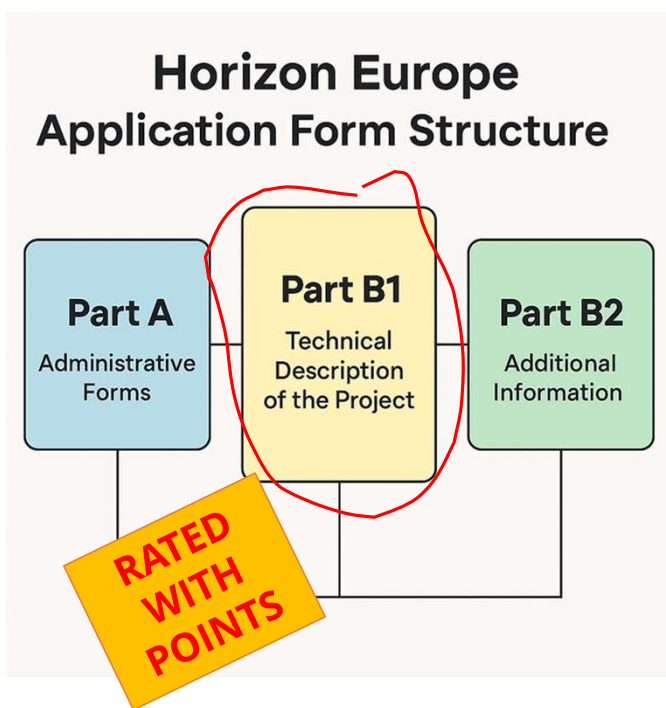 Horizon Europe
Application Form Structure
Part A
Administrative
Forms
Part B1
Technical
Description
of the Project
Part B2
Additional
Information
RATED
WITH
POINTS